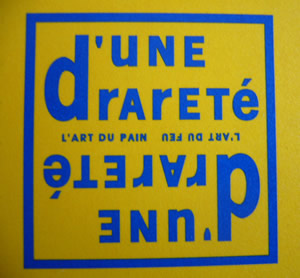 d'UNE
rareté
L'ART DU PAIN
L'ART DU FEU
rareté
d'UNE